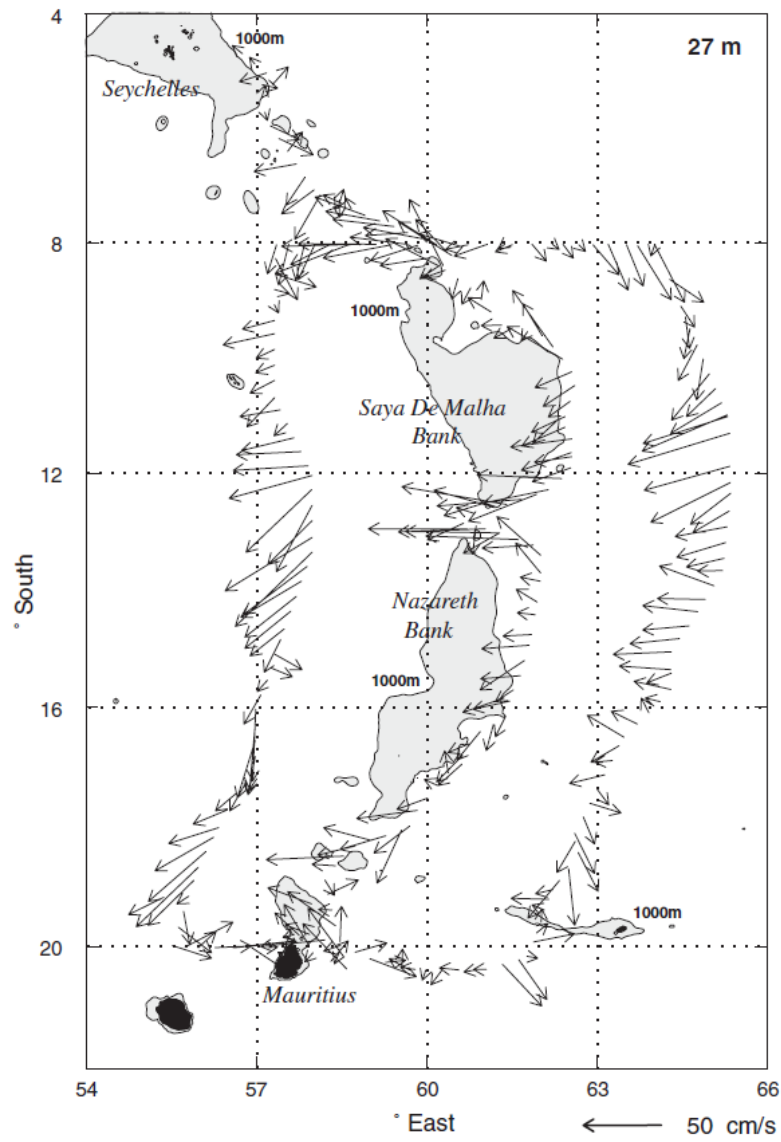 4
1000m
27 m
Seychelles
8
1000m
Saya De Malha
Bank
12
° South
Nazareth
Bank
1000m
16
1000m
20
Mauritius
54
57
60
63
66
° East
50 cm/s